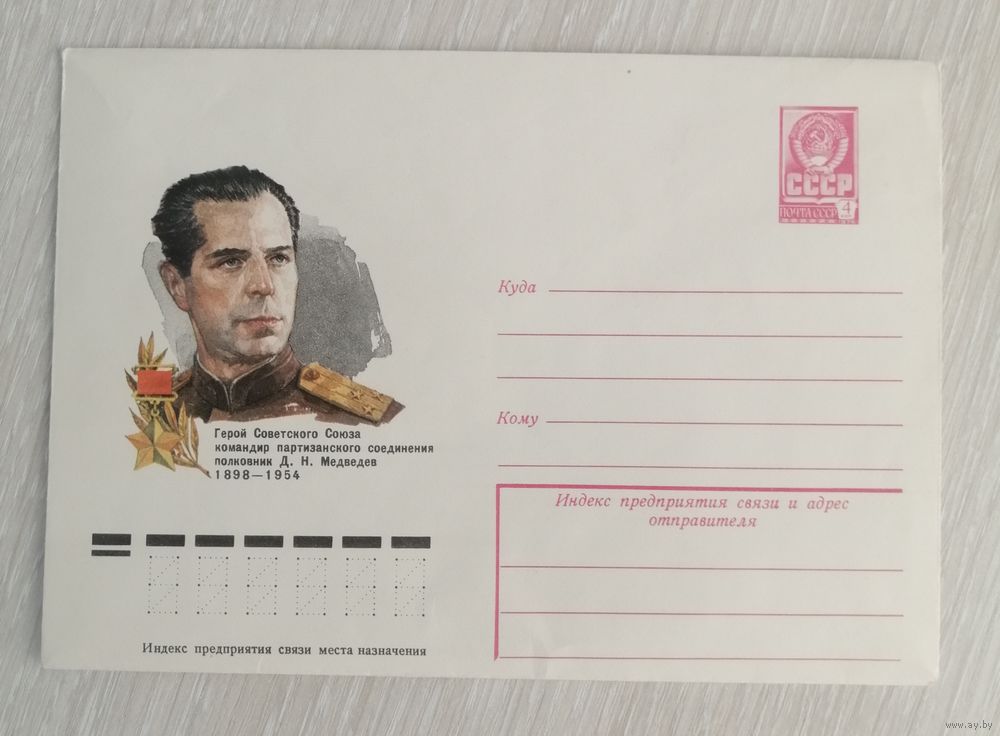 СССР
ПОЧТА СССР 4
Куда
Кому
Герой Советского Союза
командир партизанского соединения
полковник Д. Н. Медведев
1898—1954
Индекс предприятия связи и адрес
отправителя
Индекс предприятия связи места назначения
www.ay.by